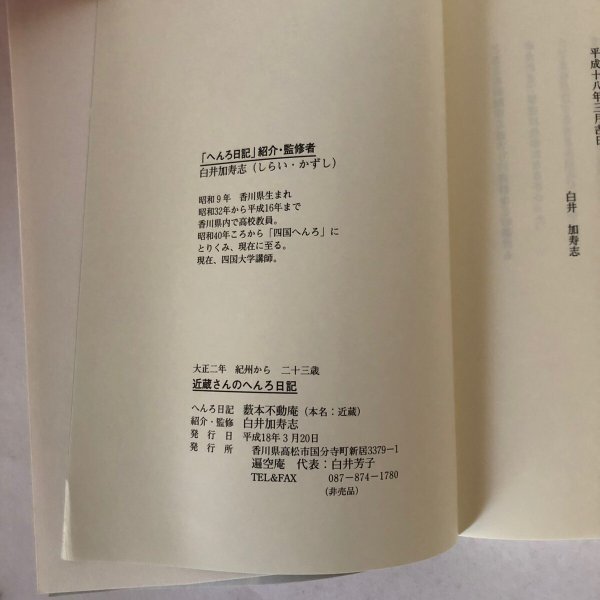 平成十八年三月吉日
白井　加寿志
「へんろ日記」紹介・監修者
白井加寿志（しらい・かずし）
昭和９年　香川県生まれ
昭和32年から平成16年まで
香川県内で高校教員。
昭和40年ころから「四国へんろ」に
とりくみ、現在に至る。
現在、四国大学講師。
大正二年　紀州から　二十三歳
近蔵さんのへんろ日記
へんろ日記　薮本不動庵（本名：近蔵）
紹介・監修　白井加寿志
発　行　日　平成18年３月20日
発　行　所　香川県高松市国分寺町新居3379－1
遍空庵　代表：白井芳子
TEL&FAX　087－874－1780
（非売品）